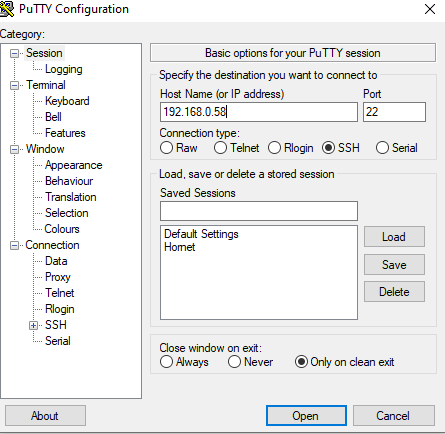 PuTTY Configuration
Category:
Session
Logging
Terminal
Keyboard
Bell
Features
Window
Appearance
Behaviour
Translation
Selection
Colours
Connection
Data
Proxy
Telnet
Rlogin
SSH
Serial
Basic options for your PuTTY session
Specify the destination you want to connect to
Host Name (or IP address) Port
192.168.0.58 22
Connection type:
Raw Telnet Rlogin SSH Serial
Load, save or delete a stored session
Saved Sessions
Default Settings
Hornet
Load
Save
Delete
Close window on exit:
Always Never Only on clean exit
About Open Cancel